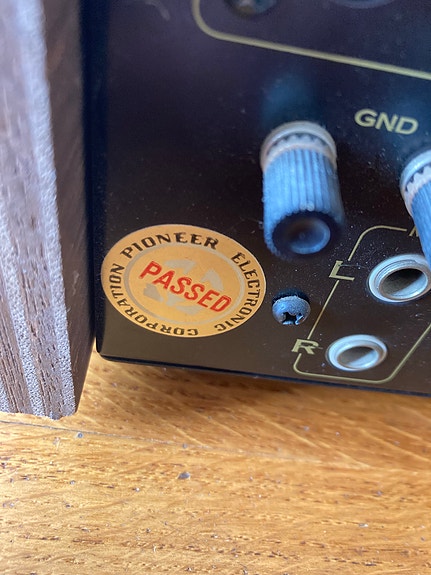 GND
PIONEER ELECTRONIC CORPORATION
PASSED
L
R